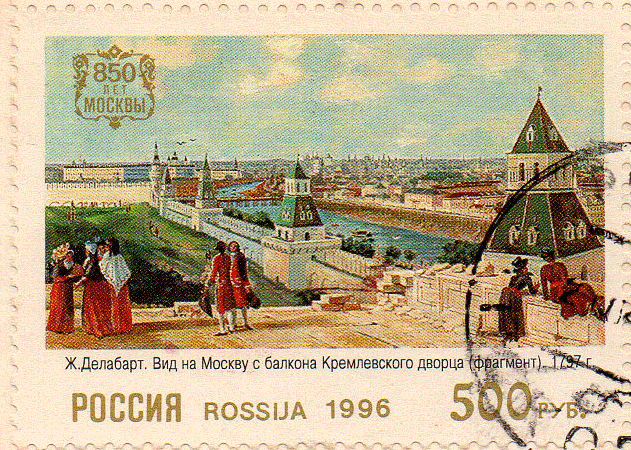 850
ЛЕТ
МОСКВЫ
Ж.Делабарт. Вид на Москву с балкона Кремлевского дворца (фрагмент). 1797 г.
РОССИЯ ROSSIJA 1996 500 РУБ.